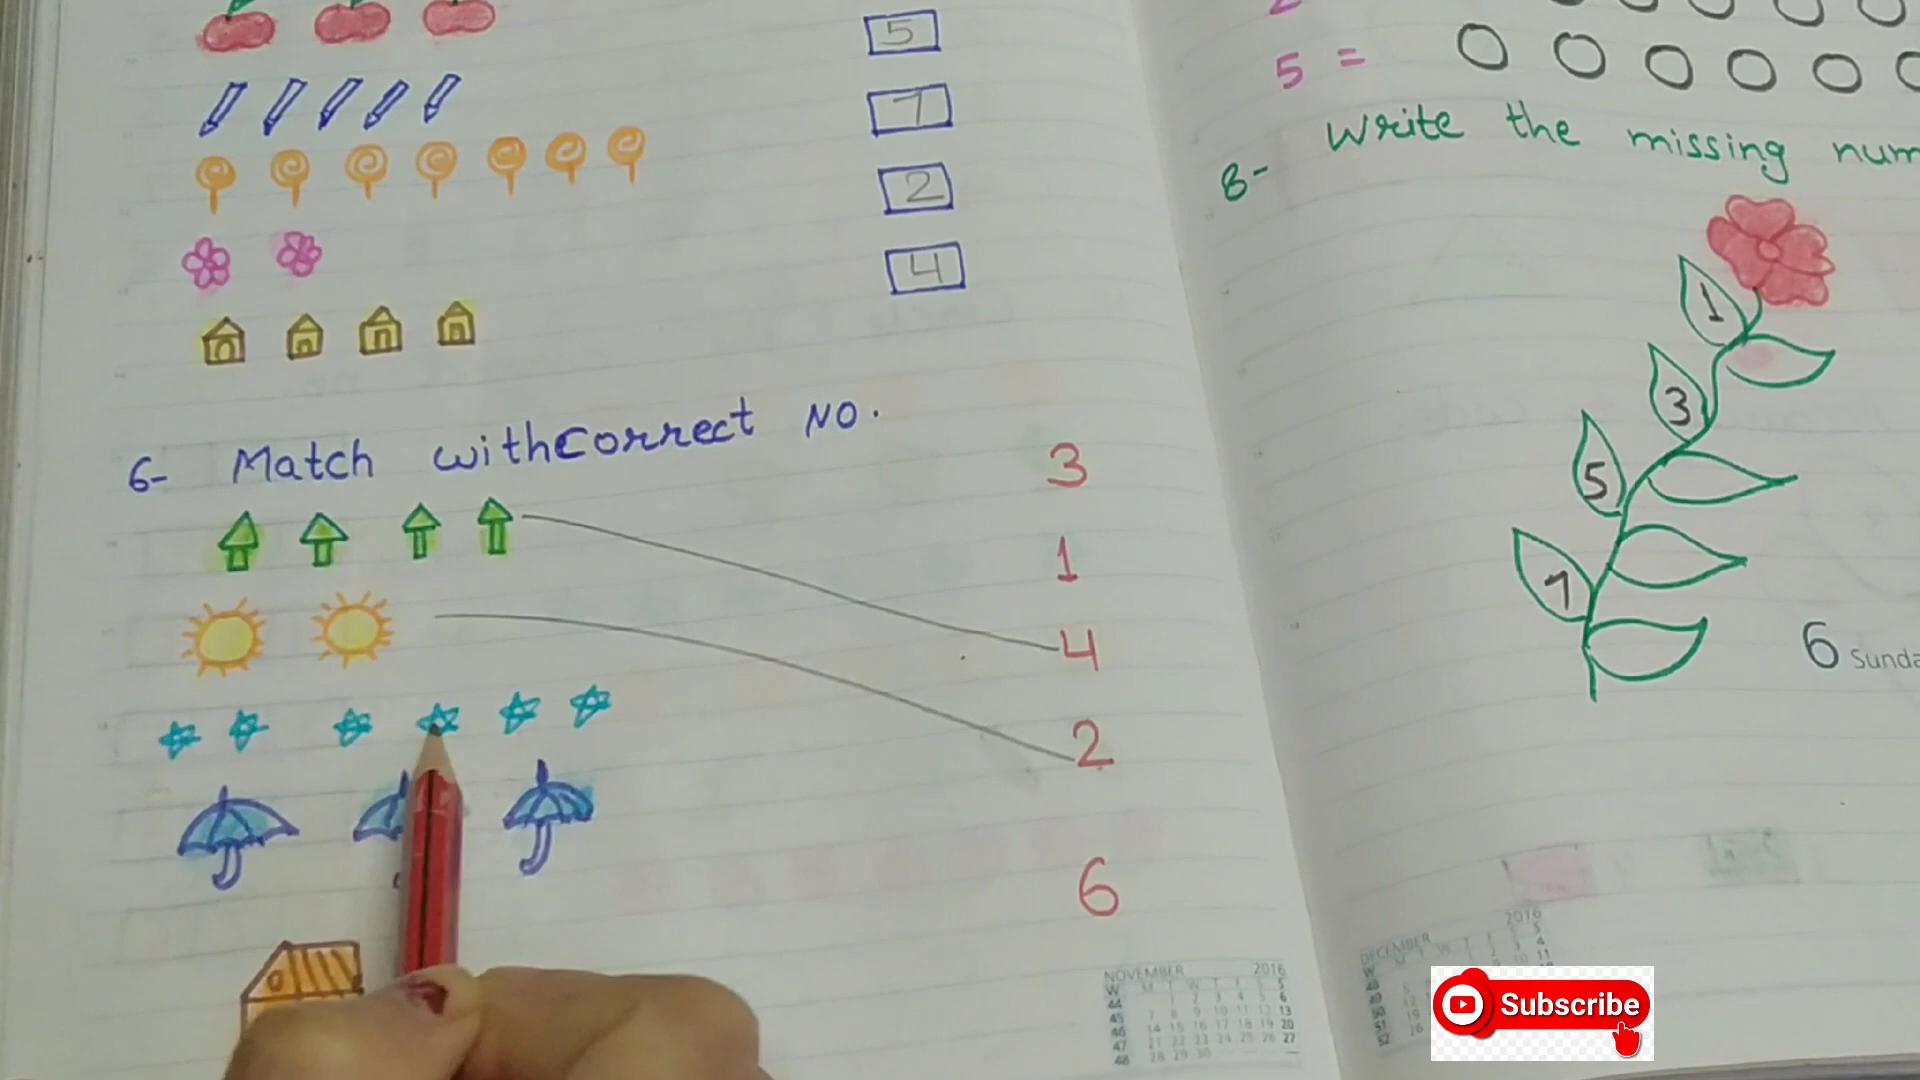 5
7
2
4
6- Match withcorrect NO.
3
1
4
2
6
NOVEMBER 2016
5 =
8- Write the missing num
1
3
5
7
6 Sunda
DECEMBER 2016
Subscribe